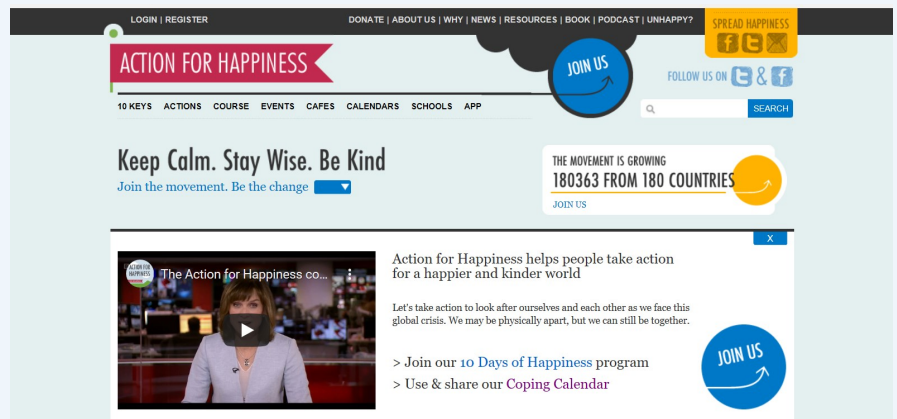 LOGIN | REGISTER
DONATE | ABOUT US | WHY | NEWS | RESOURCES | BOOK | PODCAST | UNHAPPY?
SPREAD HAPPINESS
ACTION FOR HAPPINESS
JOIN US
FOLLOW US ON & 
10 KEYS ACTIONS COURSE EVENTS CAFES CALENDARS SCHOOLS APP
SEARCH
Keep Calm. Stay Wise. Be Kind
Join the movement. Be the change
THE MOVEMENT IS GROWING
180363 FROM 180 COUNTRIES
JOIN US
X
ACTION FOR HAPPINESS
The Action for Happiness co...
Action for Happiness helps people take action
for a happier and kinder world
Let's take action to look after ourselves and each other as we face this
global crisis. We may be physically apart, but we can still be together.
> Join our 10 Days of Happiness program
> Use & share our Coping Calendar
JOIN US